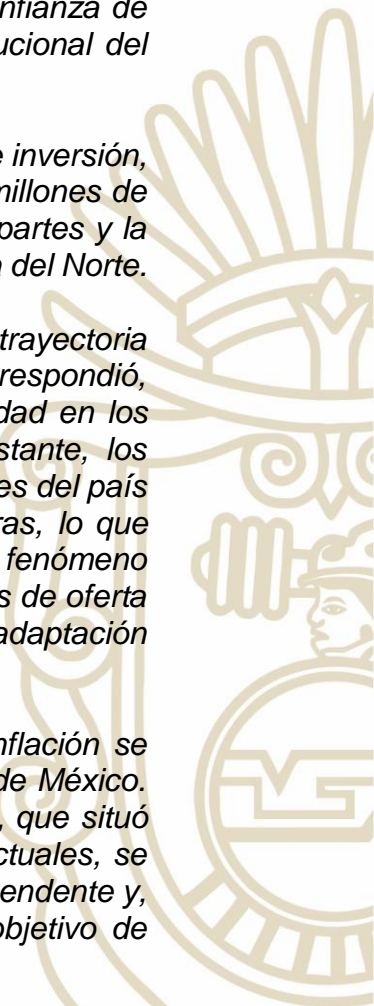 nfianza de
ucional del
e inversión,
millones de
partes y la
a del Norte.
trayectoria
respondió,
dad en los
stante, los
es del país
ras, lo que
fenómeno
s de oferta
adaptación
nflación se
de México.
, que situó
ctuales, se
endente y,
objetivo de